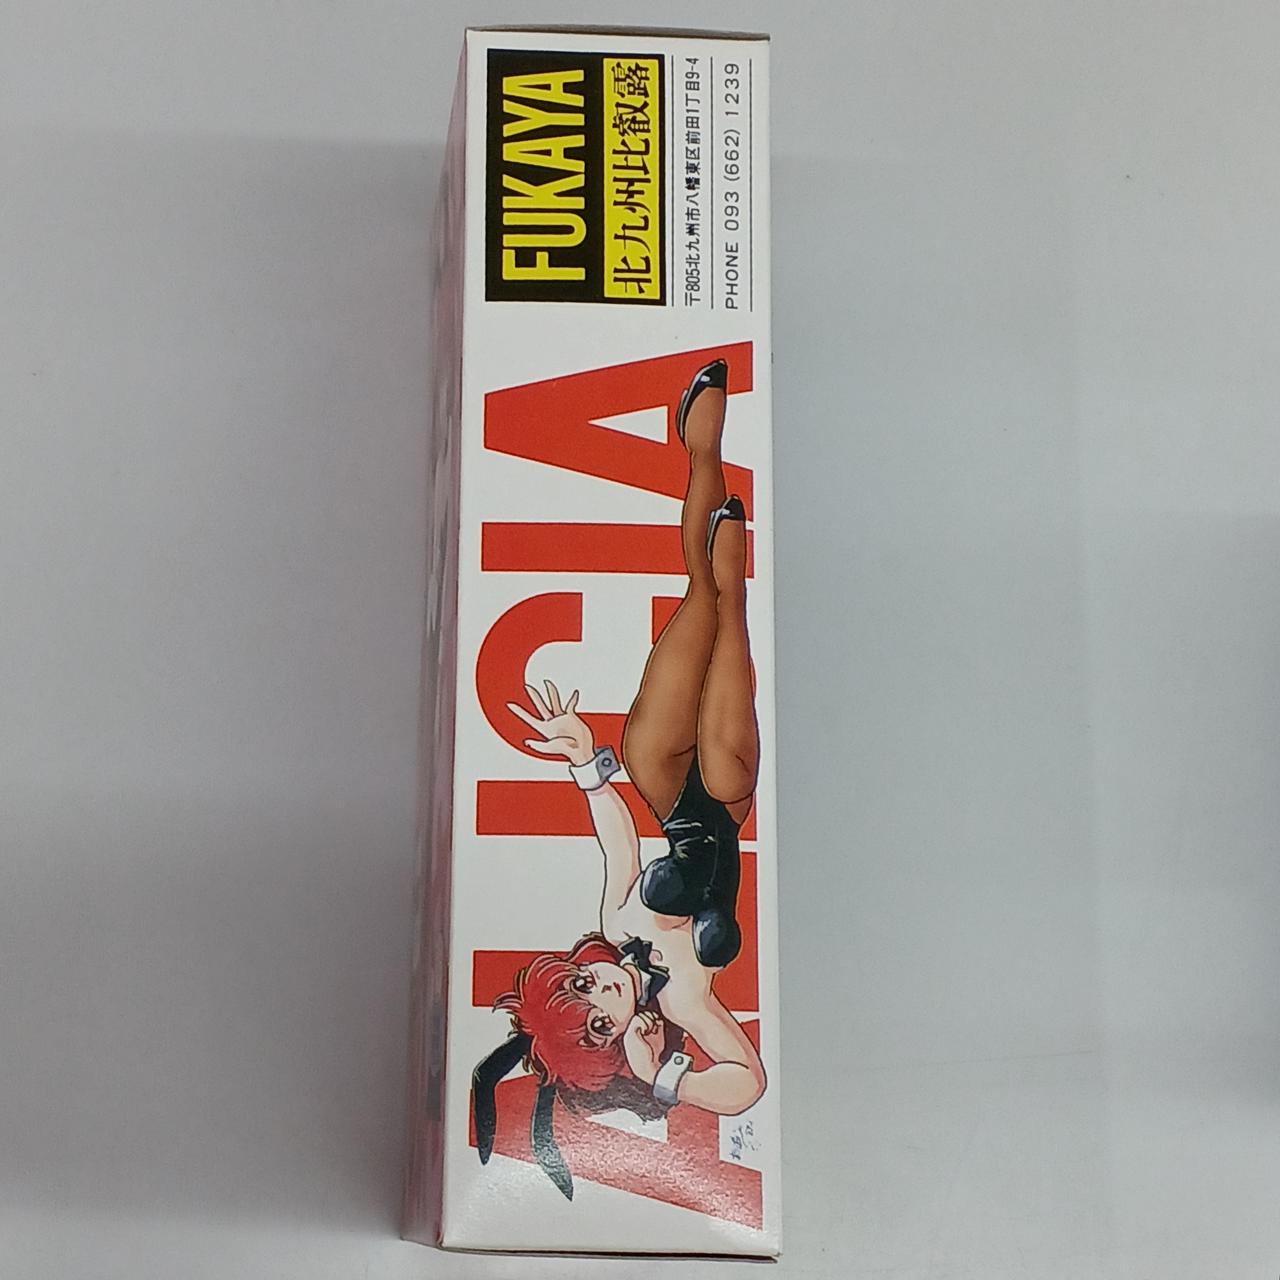 FUKAYA
北九州比叡露
〒805北九州市八幡東区前田1丁目9-4
PHONE 093 (662) 1239
ALICIA